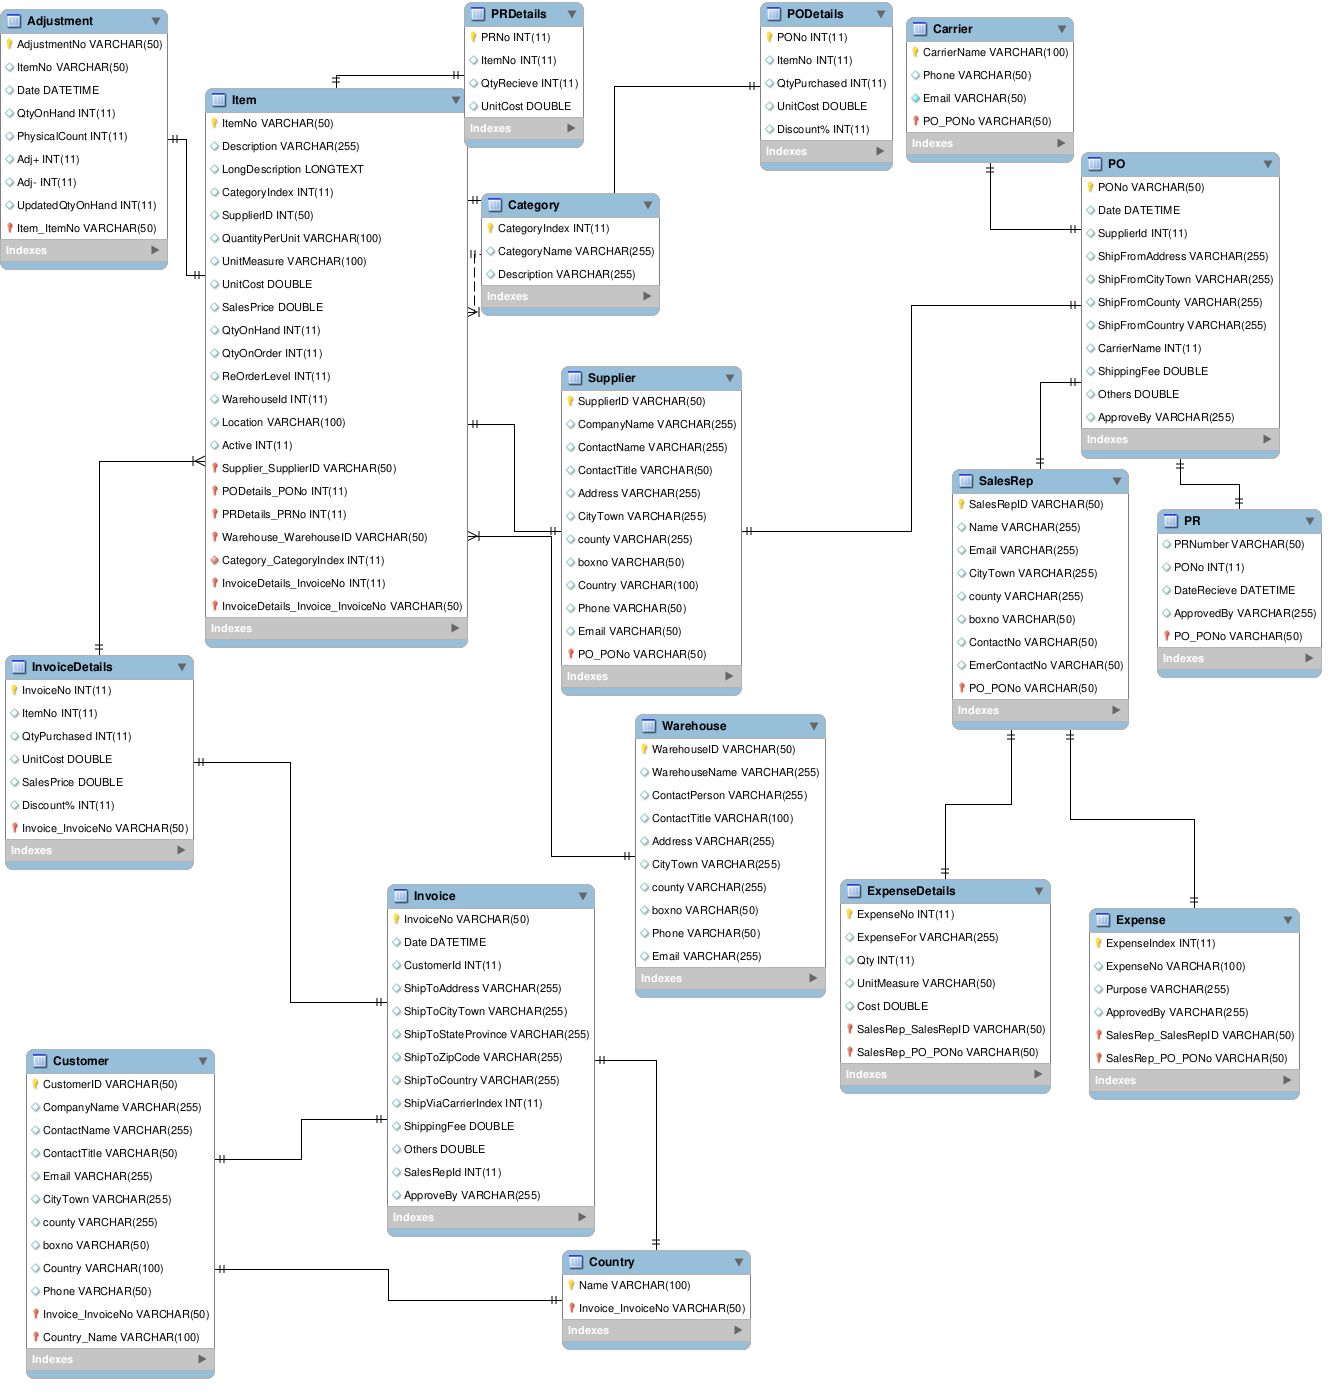 Adjustment
AdjustmentNo VARCHAR(50)
ItemNo VARCHAR(50)
Date DATETIME
QtyOnHand INT(11)
PhysicalCount INT(11)
Adj+ INT(11)
Adj- INT(11)
UpdatedQtyOnHand INT(11)
Item_ItemNo VARCHAR(50)
Indexes
Item
ItemNo VARCHAR(50)
Description VARCHAR(255)
LongDescription LONGTEXT
CategoryIndex INT(11)
SupplierID INT(50)
QuantityPerUnit VARCHAR(100)
UnitMeasure VARCHAR(100)
UnitCost DOUBLE
SalesPrice DOUBLE
QtyOnHand INT(11)
QtyOnOrder INT(11)
ReOrderLevel INT(11)
WarehouseId INT(11)
Location VARCHAR(100)
Active INT(11)
Supplier_SupplierID VARCHAR(50)
PODetails_PONo INT(11)
PRDetails_PRNo INT(11)
Warehouse_WarehouseID VARCHAR(50)
Category_CategoryIndex INT(11)
InvoiceDetails_InvoiceNo INT(11)
InvoiceDetails_Invoice_InvoiceNo VARCHAR(50)
Indexes
PRDetails
PRNo INT(11)
ItemNo INT(11)
QtyRecieve INT(11)
UnitCost DOUBLE
Indexes
PODetails
PONo INT(11)
ItemNo INT(11)
QtyPurchased INT(11)
UnitCost DOUBLE
Discount% INT(11)
Indexes
Carrier
CarrierName VARCHAR(100)
Phone VARCHAR(50)
Email VARCHAR(50)
PO_PONo VARCHAR(50)
Indexes
PO
PONo VARCHAR(50)
Date DATETIME
SupplierId INT(11)
ShipFromAddress VARCHAR(255)
ShipFromCityTown VARCHAR(255)
ShipFromCounty VARCHAR(255)
ShipFromCountry VARCHAR(255)
CarrierName INT(11)
ShippingFee DOUBLE
Others DOUBLE
ApproveBy VARCHAR(255)
Indexes
Category
CategoryIndex INT(11)
CategoryName VARCHAR(255)
Description VARCHAR(255)
Indexes
Supplier
SupplierID VARCHAR(50)
CompanyName VARCHAR(255)
ContactName VARCHAR(255)
ContactTitle VARCHAR(50)
Address VARCHAR(255)
CityTown VARCHAR(255)
county VARCHAR(255)
boxno VARCHAR(50)
Country VARCHAR(100)
Phone VARCHAR(50)
Email VARCHAR(50)
PO_PONo VARCHAR(50)
Indexes
SalesRep
SalesRepID VARCHAR(50)
Name VARCHAR(255)
Email VARCHAR(255)
CityTown VARCHAR(255)
county VARCHAR(255)
boxno VARCHAR(50)
ContactNo VARCHAR(50)
EmerContactNo VARCHAR(50)
PO_PONo VARCHAR(50)
Indexes
PR
PRNumber VARCHAR(50)
PONo INT(11)
DateRecieve DATETIME
ApprovedBy VARCHAR(255)
PO_PONo VARCHAR(50)
Indexes
InvoiceDetails
InvoiceNo INT(11)
ItemNo INT(11)
QtyPurchased INT(11)
UnitCost DOUBLE
SalesPrice DOUBLE
Discount% INT(11)
Invoice_InvoiceNo VARCHAR(50)
Indexes
Warehouse
WarehouseID VARCHAR(50)
WarehouseName VARCHAR(255)
ContactPerson VARCHAR(255)
ContactTitle VARCHAR(100)
Address VARCHAR(255)
CityTown VARCHAR(255)
county VARCHAR(255)
boxno VARCHAR(50)
Phone VARCHAR(50)
Email VARCHAR(255)
Indexes
Invoice
InvoiceNo VARCHAR(50)
Date DATETIME
CustomerId INT(11)
ShipToAddress VARCHAR(255)
ShipToCityTown VARCHAR(255)
ShipToStateProvince VARCHAR(255)
ShipToZipCode VARCHAR(255)
ShipToCountry VARCHAR(255)
ShipViaCarrierIndex INT(11)
ShippingFee DOUBLE
Others DOUBLE
SalesRepId INT(11)
ApproveBy VARCHAR(255)
Indexes
ExpenseDetails
ExpenseNo INT(11)
ExpenseFor VARCHAR(255)
Qty INT(11)
UnitMeasure VARCHAR(50)
Cost DOUBLE
SalesRep_SalesRepID VARCHAR(50)
SalesRep_PO_PONo VARCHAR(50)
Indexes
Expense
ExpenseIndex INT(11)
ExpenseNo VARCHAR(100)
Purpose VARCHAR(255)
ApprovedBy VARCHAR(255)
SalesRep_SalesRepID VARCHAR(50)
SalesRep_PO_PONo VARCHAR(50)
Indexes
Customer
CustomerID VARCHAR(50)
CompanyName VARCHAR(255)
ContactName VARCHAR(255)
ContactTitle VARCHAR(50)
Email VARCHAR(255)
CityTown VARCHAR(255)
county VARCHAR(255)
boxno VARCHAR(50)
Country VARCHAR(100)
Phone VARCHAR(50)
Invoice_InvoiceNo VARCHAR(50)
Country_Name VARCHAR(100)
Indexes
Country
Name VARCHAR(100)
Invoice_InvoiceNo VARCHAR(50)
Indexes